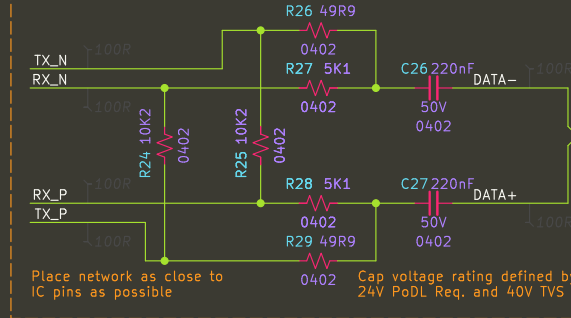 R26 49R9
100R
0402
TX_N
RX_N
R27 5K1
C26 220nF
100R
DATA-
100R
0402
50V
0402
R24 10K2 0402
R25 10K2 0402
100R
R28 5K1
C27 220nF
RX_P
DATA+
TX_P
0402
50V
100R
R29 49R9
0402
100R
0402
Place network as close to
IC pins as possible
Cap voltage rating defined by
24V PoDL Req. and 40V TVS